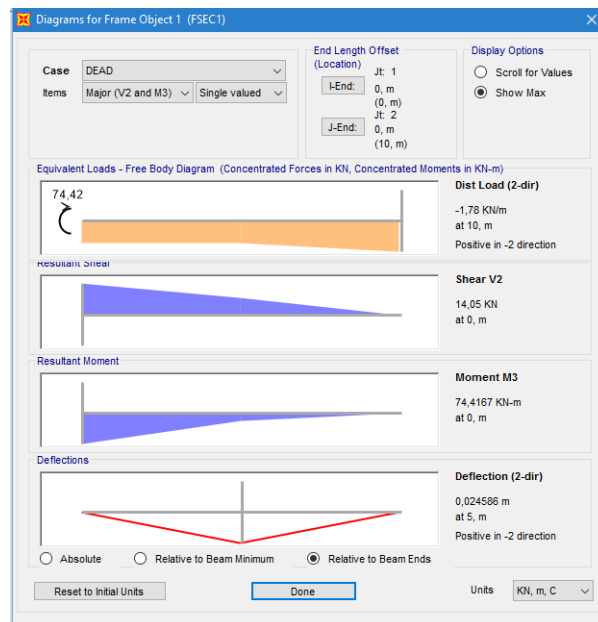 Diagrams for Frame Object 1 (FSEC1)
Case DEAD
Items Major (V2 and M3) Single valued
End Length Offset
(Location)
Jt: 1
I-End: 0, m
(0, m)
Jt: 2
J-End: 0, m
(10, m)
Display Options
Scroll for Values
Show Max
Equivalent Loads - Free Body Diagram (Concentrated Forces in KN, Concentrated Moments in KN-m)
74,42
Dist Load (2-dir)
-1,78 KN/m
at 10, m
Positive in -2 direction
Resultant Shear
Shear V2
14,05 KN
at 0, m
Resultant Moment
Moment M3
74,4167 KN-m
at 0, m
Deflections
Deflection (2-dir)
0,024586 m
at 5, m
Positive in -2 direction
Absolute Relative to Beam Minimum Relative to Beam Ends
Reset to Initial Units Done Units KN, m, C